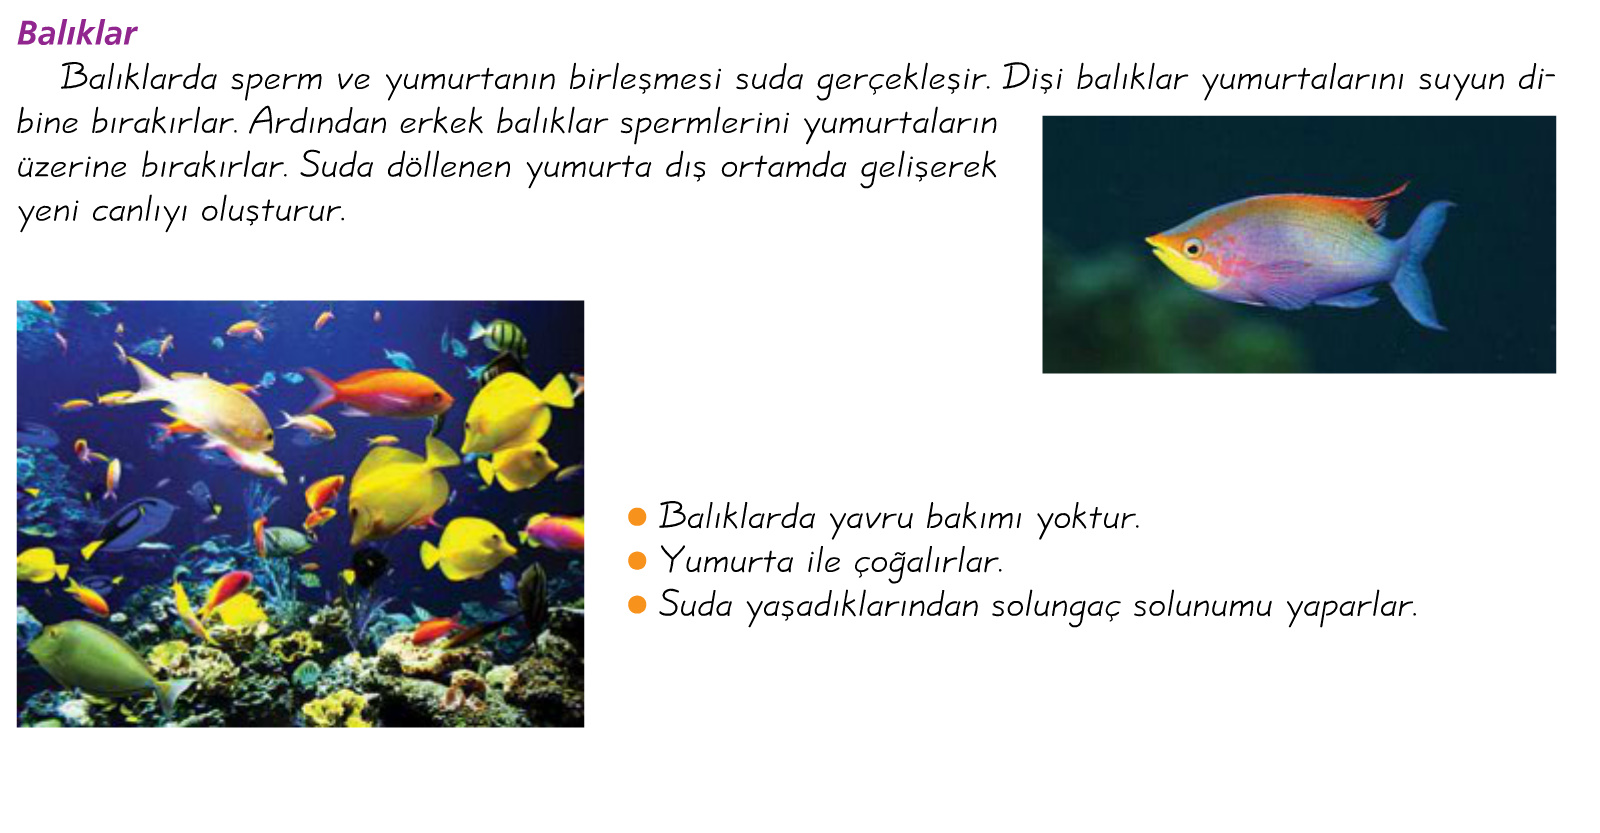 Balıklar
Balıklarda sperm ve yumurtanın birleşmesi suda gerçekleşir. Dişi balıklar yumurtalarını suyun di-
bine bırakırlar. Ardından erkek balıklar spermlerini yumurtaların
üzerine bırakırlar. Suda döllenen yumurta dış ortamda gelişerek
yeni canlıyı oluşturur.
● Balıklarda yavru bakımı yoktur.
● Yumurta ile çoğalırlar.
● Suda yaşadıklarından solungaç solunumu yaparlar.